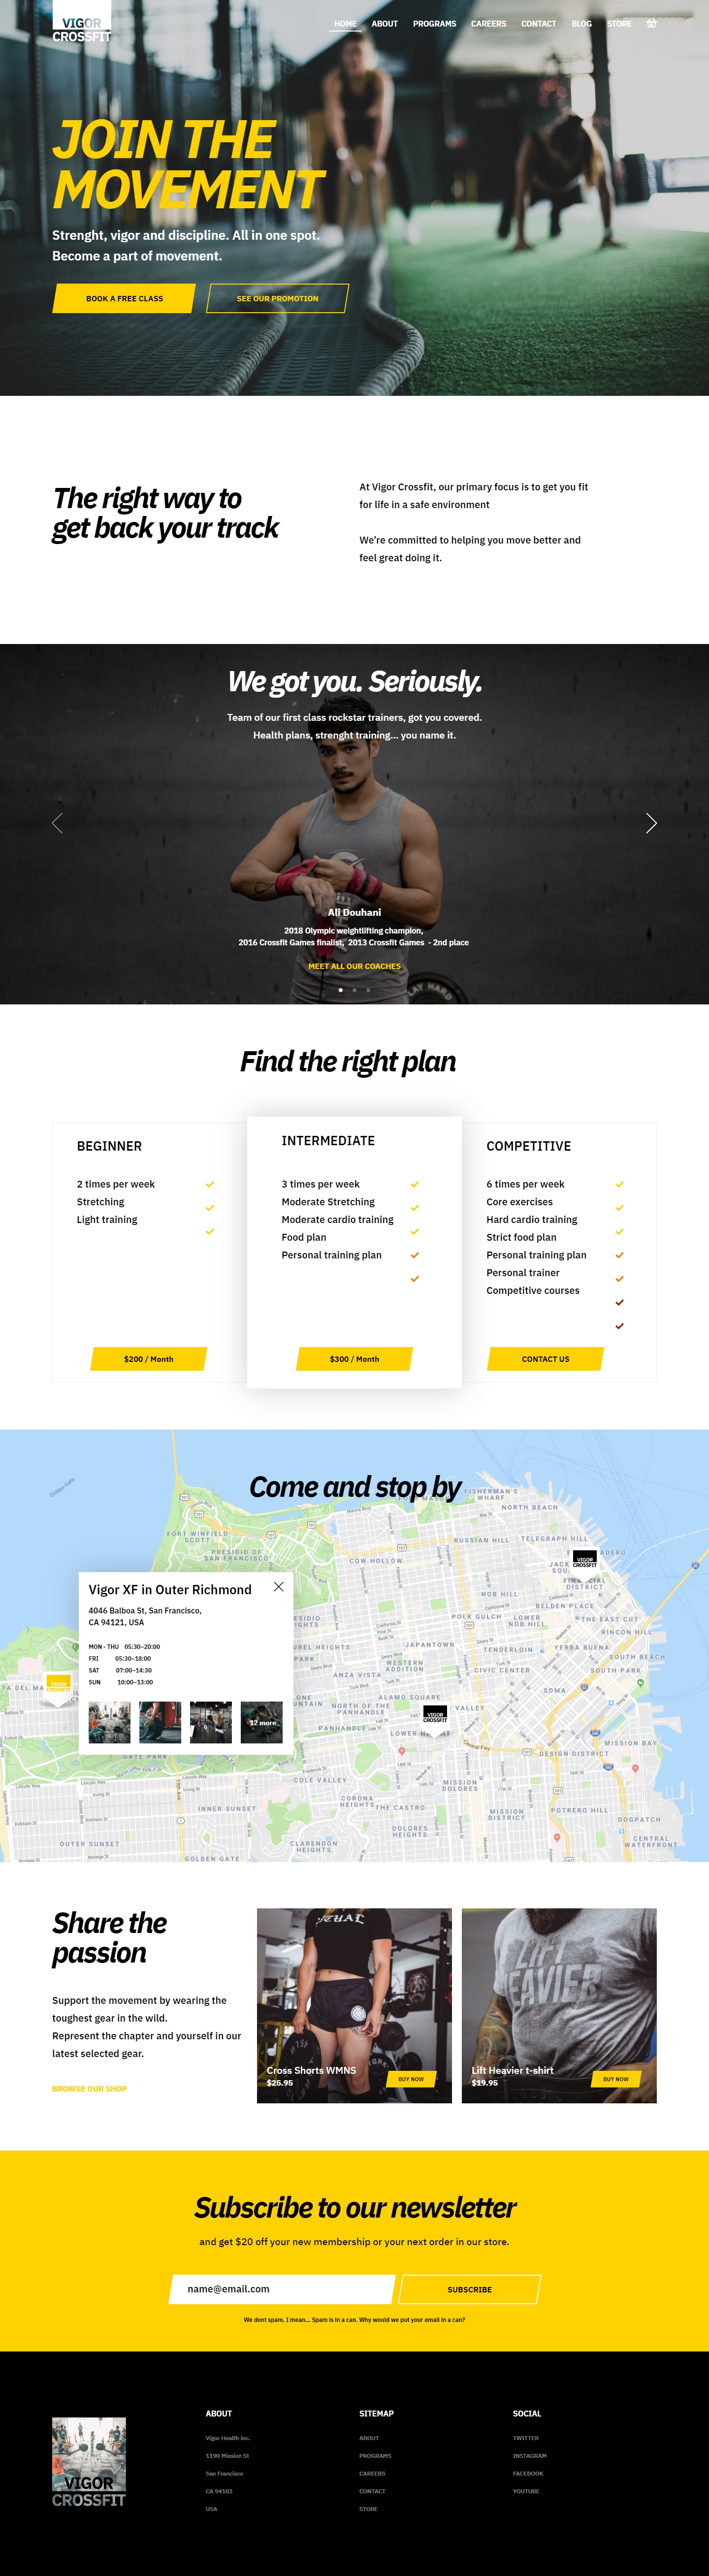 VIGOR
CROSSFIT
HOME ABOUT PROGRAMS CAREERS CONTACT BLOG STORE
JOIN THE
MOVEMENT
Strenght, vigor and discipline. All in one spot.
Become a part of movement.
BOOK A FREE CLASS
SEE OUR PROMOTION
The right way to
get back your track
At Vigor Crossfit, our primary focus is to get you fit
for life in a safe environment
We're committed to helping you move better and
feel great doing it.
We got you. Seriously.
Team of our first class rockstar trainers, got you covered.
Health plans, strenght training... you name it.
Ali Douhani
2018 Olympic weightlifting champion,
2016 Crossfit Games finalist, 2013 Crossfit Games - 2nd place
MEET ALL OUR COACHES
Find the right plan
BEGINNER
2 times per week
Stretching
Light training
$200 / Month
INTERMEDIATE
3 times per week
Moderate Stretching
Moderate cardio training
Food plan
Personal training plan
$300 / Month
COMPETITIVE
6 times per week
Core exercises
Hard cardio training
Strict food plan
Personal training plan
Personal trainer
Competitive courses
CONTACT US
Come and stop by
Golden Gate
FISHERMAN'S
WHARF
NORTH BEACH
FORT WINFIELD
SCOTT
PRESIDIO OF
SAN FRANCISCO
COW HOLLOW
RUSSIAN HILL
TELEGRAPH HILL
NOB HILL
POLK GULCH
LOWER
NOB HILL
BELDEN PLACE
THE EAST CUT
RINCON HILL
SOUTH BEACH
YERBA BUENA
SOUTH PARK
TENDERLOIN
CIVIC CENTER
JAPANTOWN
WESTERN
ADDITION
ANZA VISTA
ALAMO SQUARE
NORTH OF THE
PANHANDLE
PANHANDLE
SOMA
MISSION BAY
DESIGN DISTRICT
Vigor XF in Outer Richmond
4046 Balboa St, San Francisco,
CA 94121, USA
MON - THU 05:30–20:00
FRI 05:30–18:00
SAT 07:00–14:30
SUN 10:00–13:00
12 more
VIGOR
CROSSFIT
VIGOR
CROSSFIT
VIGOR
CROSSFIT
COLE VALLEY
CORONA
HEIGHTS
THE CASTRO
MISSION
DOLORES
MISSION
DISTRICT
POTRERO HILL
DOGPATCH
CENTRAL
WATERFRONT
DOLORES
HEIGHTS
INNER SUNSET
OUTER SUNSET
GOLDEN GATE
CLARENDON
HEIGHTS
Share the
passion
Support the movement by wearing the
toughest gear in the wild.
Represent the chapter and yourself in our
latest selected gear.
BROWSE OUR SHOP
Cross Shorts WMNS
$25.95
BUY NOW
Lift Heavier t-shirt
$19.95
BUY NOW
Subscribe to our newsletter
and get $20 off your new membership or your next order in our store.
name@email.com
SUBSCRIBE
We dont spam. I mean... Spam is in a can. Why would we put your email in a can?
VIGOR
CROSSFIT
ABOUT
Vigor Health inc.
1190 Mission St
San Francisco
CA 94103
USA
SITEMAP
ABOUT
PROGRAMS
CAREERS
CONTACT
STORE
SOCIAL
TWITTER
INSTAGRAM
FACEBOOK
YOUTUBE